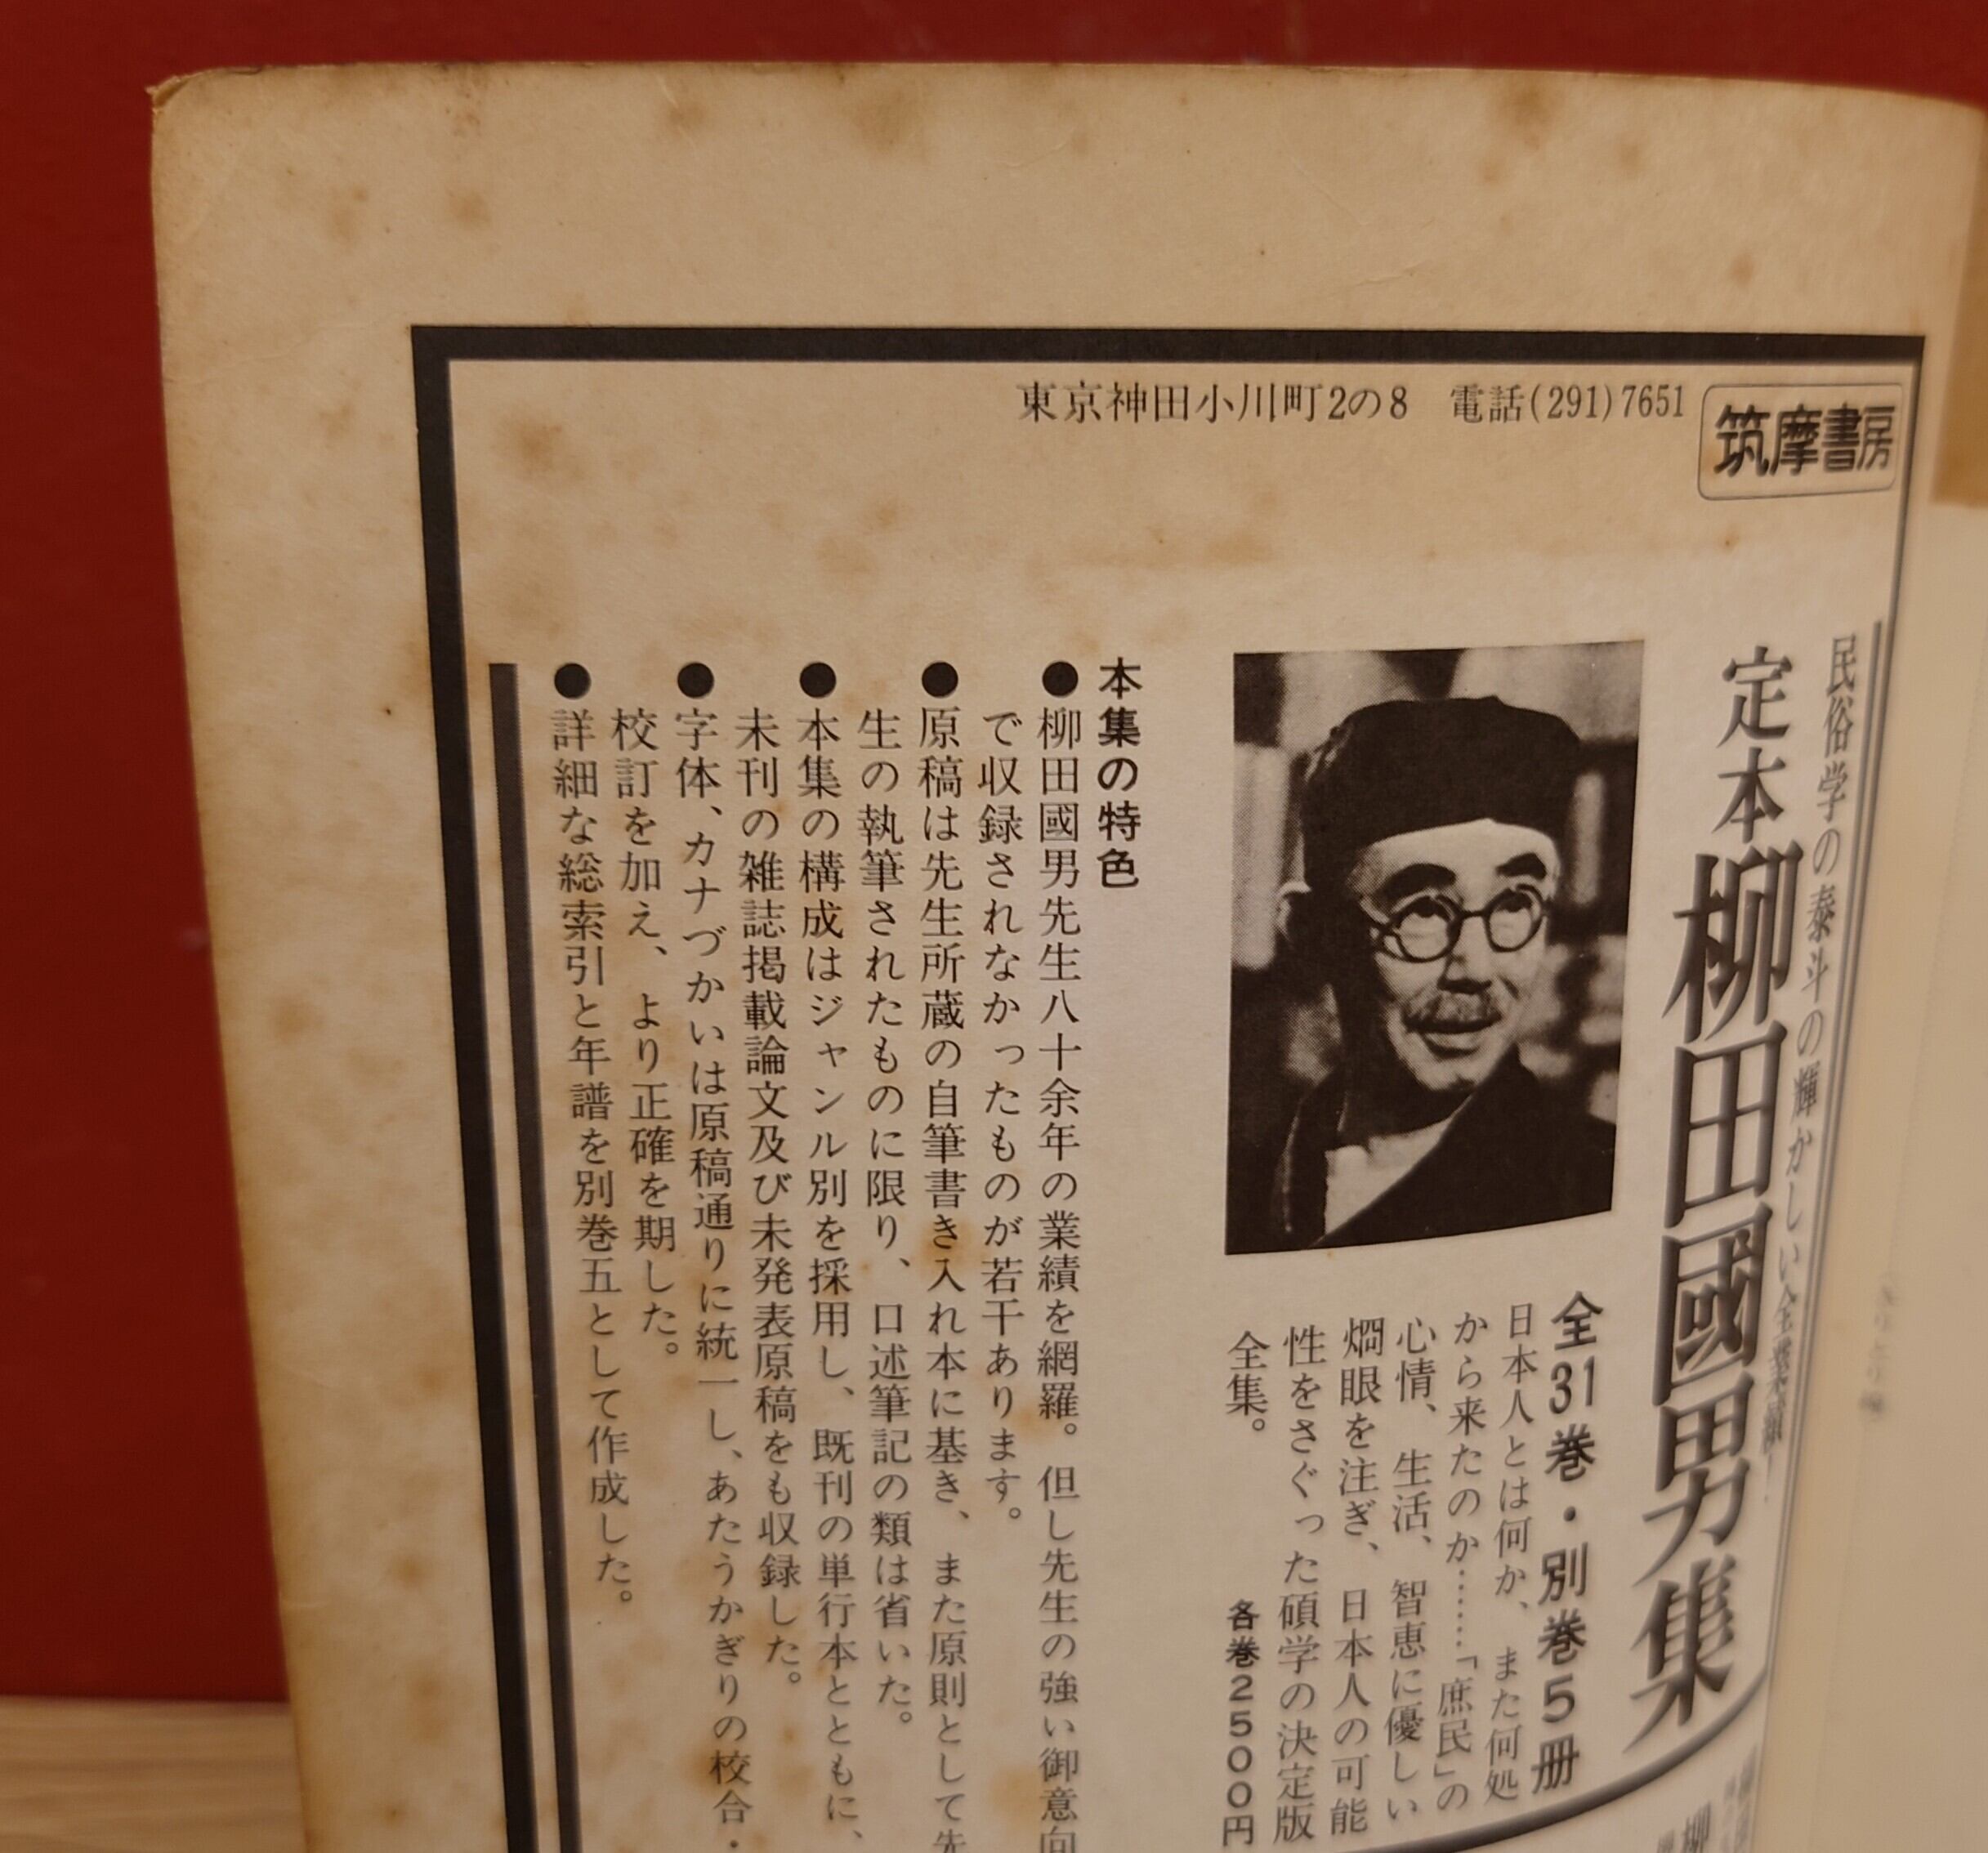 東京神田小川町2の8　電話(291)7651
筑摩書房
民俗学の泰斗の輝かしい全業績！
定本柳田國男集
全31巻・別巻5冊
日本人とは何か、また何処
から来たのか……「庶民」の
心情、生活、智恵に優しい
烱眼を注ぎ、日本人の可能
性をさぐった碩学の決定版
全集。
各巻2500円
本集の特色
●柳田國男先生八十余年の業績を網羅。但し先生の強い御意向
で収録されなかったものが若干あります。
●原稿は先生所蔵の自筆書き入れ本に基き、また原則として先
生の執筆されたものに限り、口述筆記の類は省いた。
●本集の構成はジャンル別を採用し、既刊の単行本とともに、
未刊の雑誌掲載論文及び未発表原稿をも収録した。
●字体、カナづかいは原稿通りに統一し、あたうかぎりの校合・
校訂を加え、より正確を期した。
●詳細な総索引と年譜を別巻五として作成した。